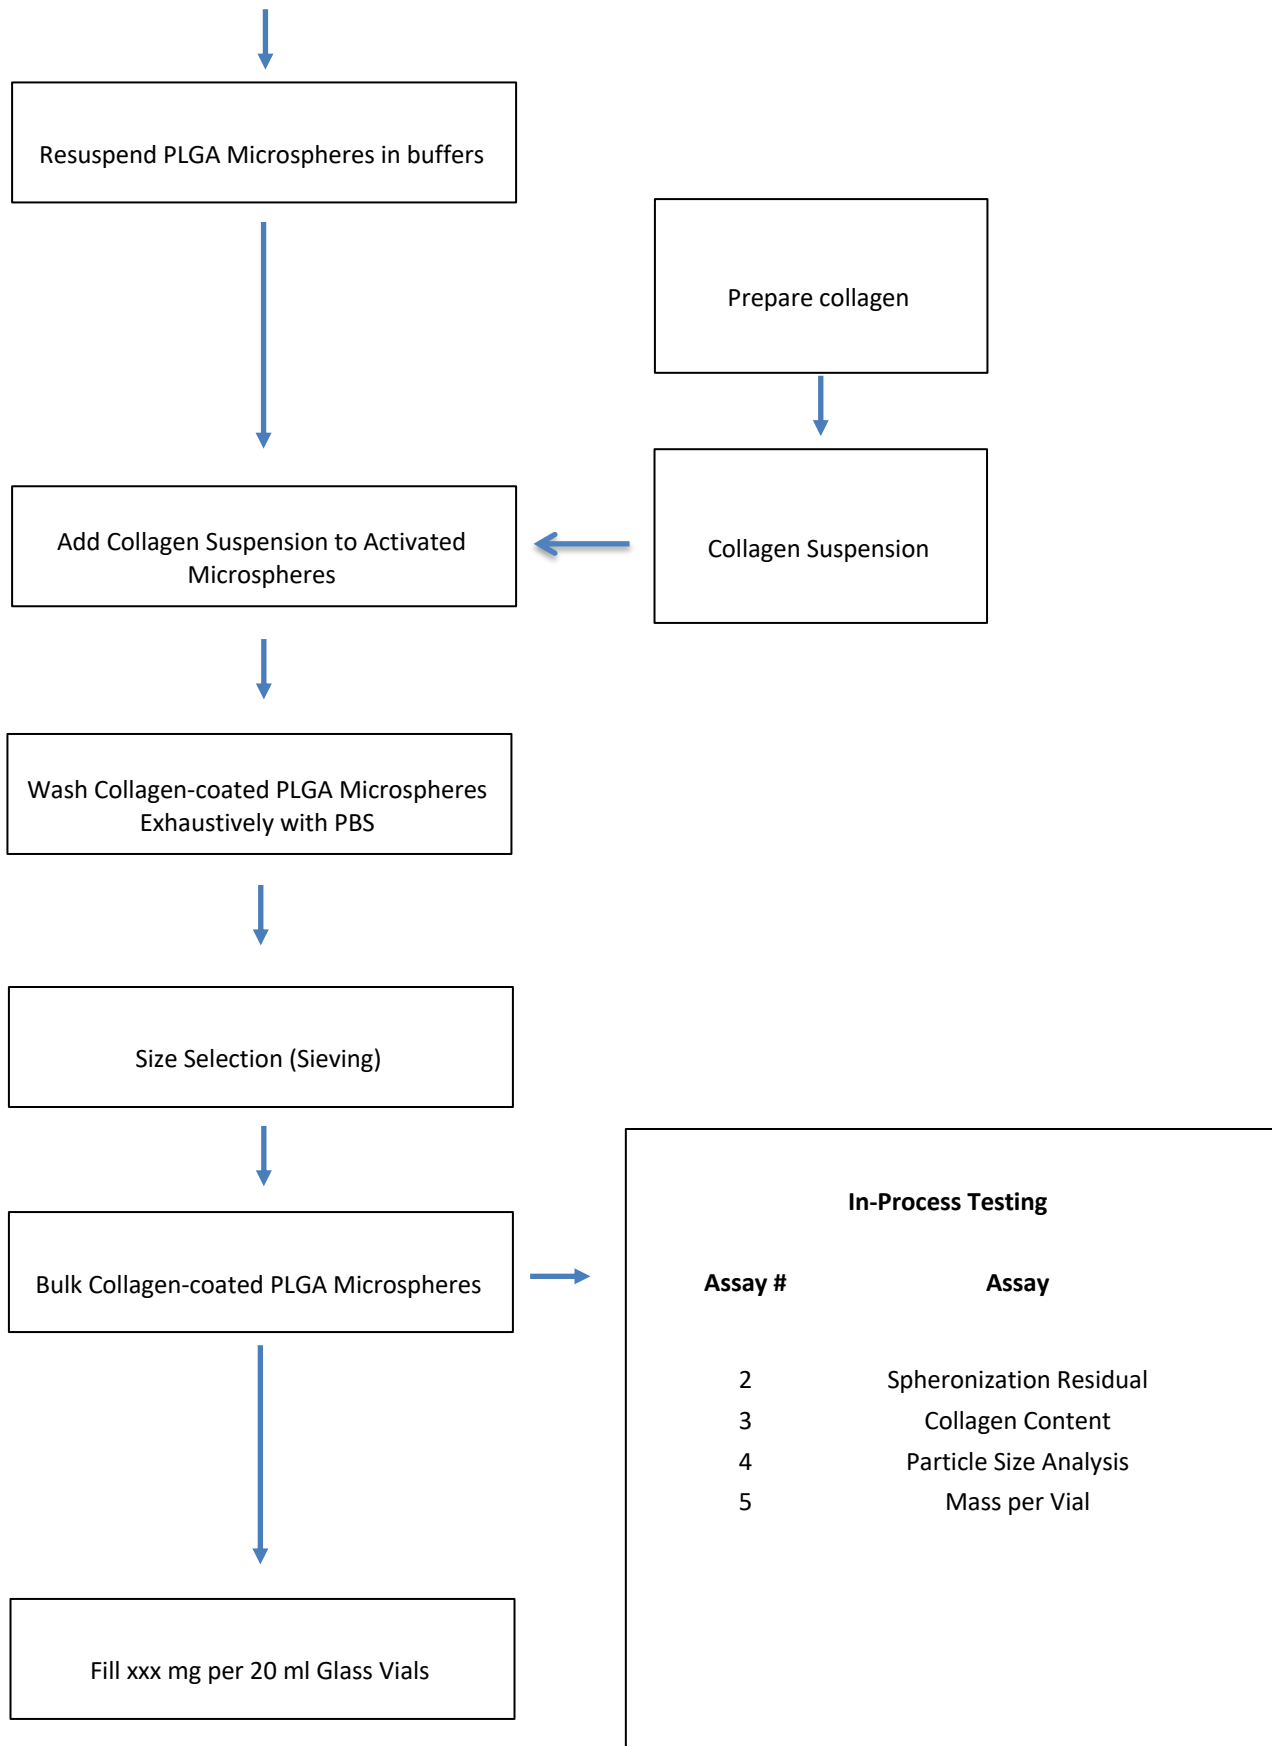 Resuspend PLGA Microspheres in buffers
Prepare collagen
Add Collagen Suspension to Activated
Microspheres
Collagen Suspension
Wash Collagen-coated PLGA Microspheres
Exhaustively with PBS
Size Selection (Sieving)
Bulk Collagen-coated PLGA Microspheres
In-Process Testing
Assay # Assay
2 Spheronization Residual
3 Collagen Content
4 Particle Size Analysis
5 Mass per Vial
Fill xxx mg per 20 ml Glass Vials